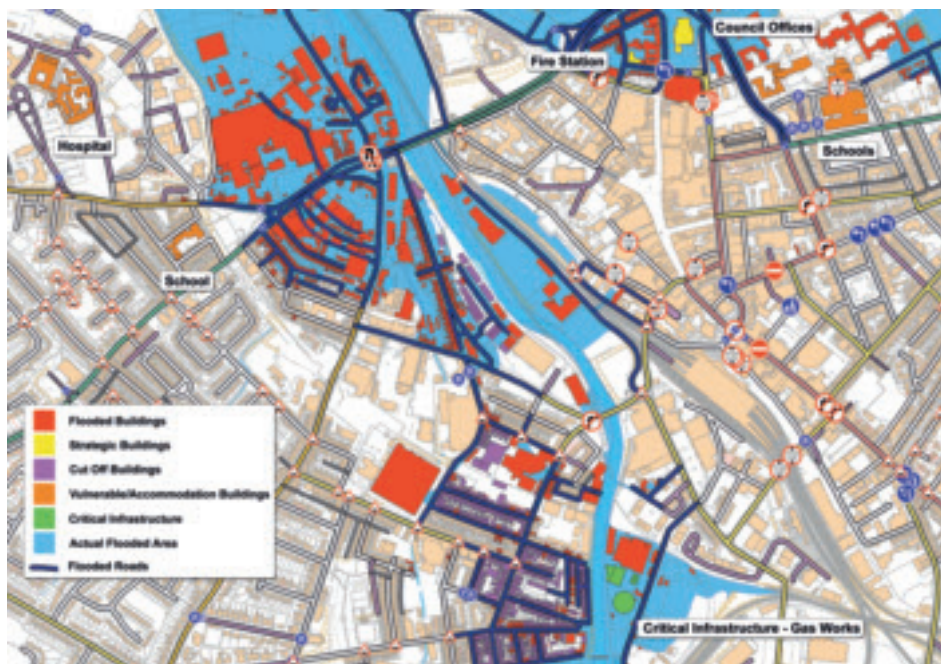 Council Offices
Fire Station
Hospital
Schools
School
Flooded Buildings
Strategic Buildings
Cut Off Buildings
Vulnerable/Accommodation Buildings
Critical Infrastructure
Actual Flooded Area
Flooded Roads
Critical Infrastructure - Gas Works